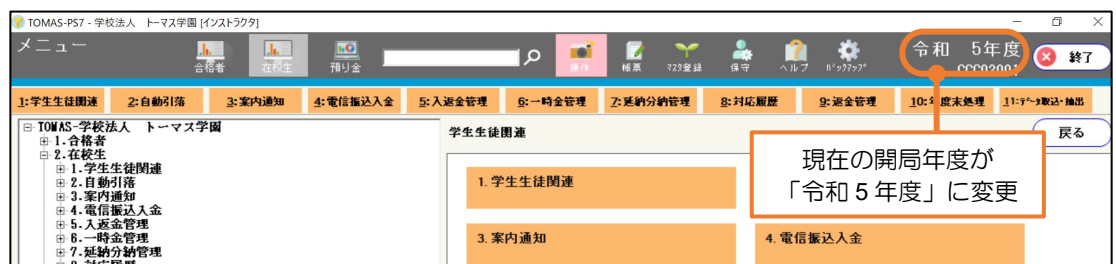 TOMAS-PS7 - 学校法人 トーマス学園 [インストラクタ]
メニュー
合格者 在校生 預り金 操作 帳票 マスタ登録 保守 ヘルプ バックアップ
令和 5年度
終了
1:学生生徒関連 2:自動引落 3:案内通知 4:電信振込入金 5:入返金管理 6:一時金管理 7:延納分納管理 8:対応履歴 9:返金管理 10:年度末処理 11:データ取込・抽出
TOMAS-学校法人 トーマス学園
1.合格者
2.在校生
1.学生生徒関連
2.自動引落
3.案内通知
4.電信振込入金
5.入返金管理
6.一時金管理
7.延納分納管理
学生生徒関連
戻る
1.学生生徒関連
3.案内通知
4.電信振込入金
現在の開局年度が
「令和5年度」に変更